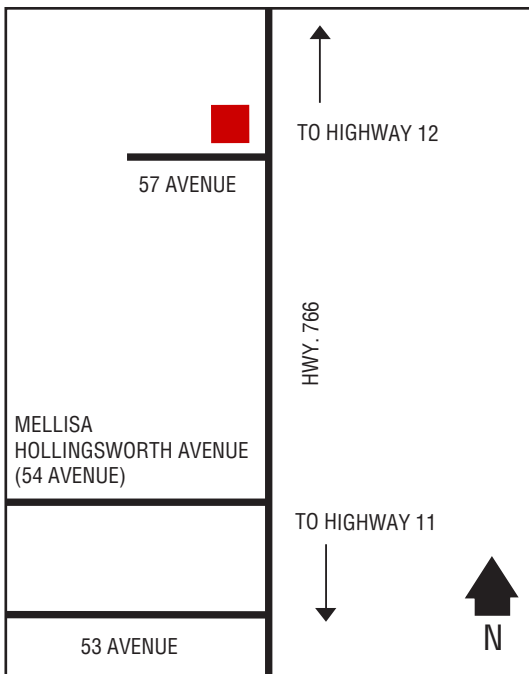 TO HIGHWAY 12
57 AVENUE
HWY. 766
MELLISA
HOLLINGSWORTH AVENUE
(54 AVENUE)
TO HIGHWAY 11
53 AVENUE
N